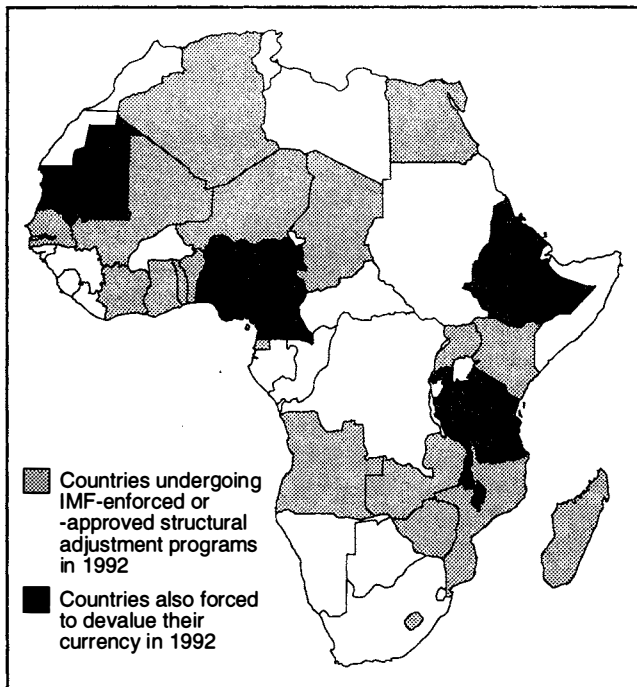 Countries undergoing
IMF-enforced or
-approved structural
adjustment programs
in 1992
Countries also forced
to devalue their
currency in 1992